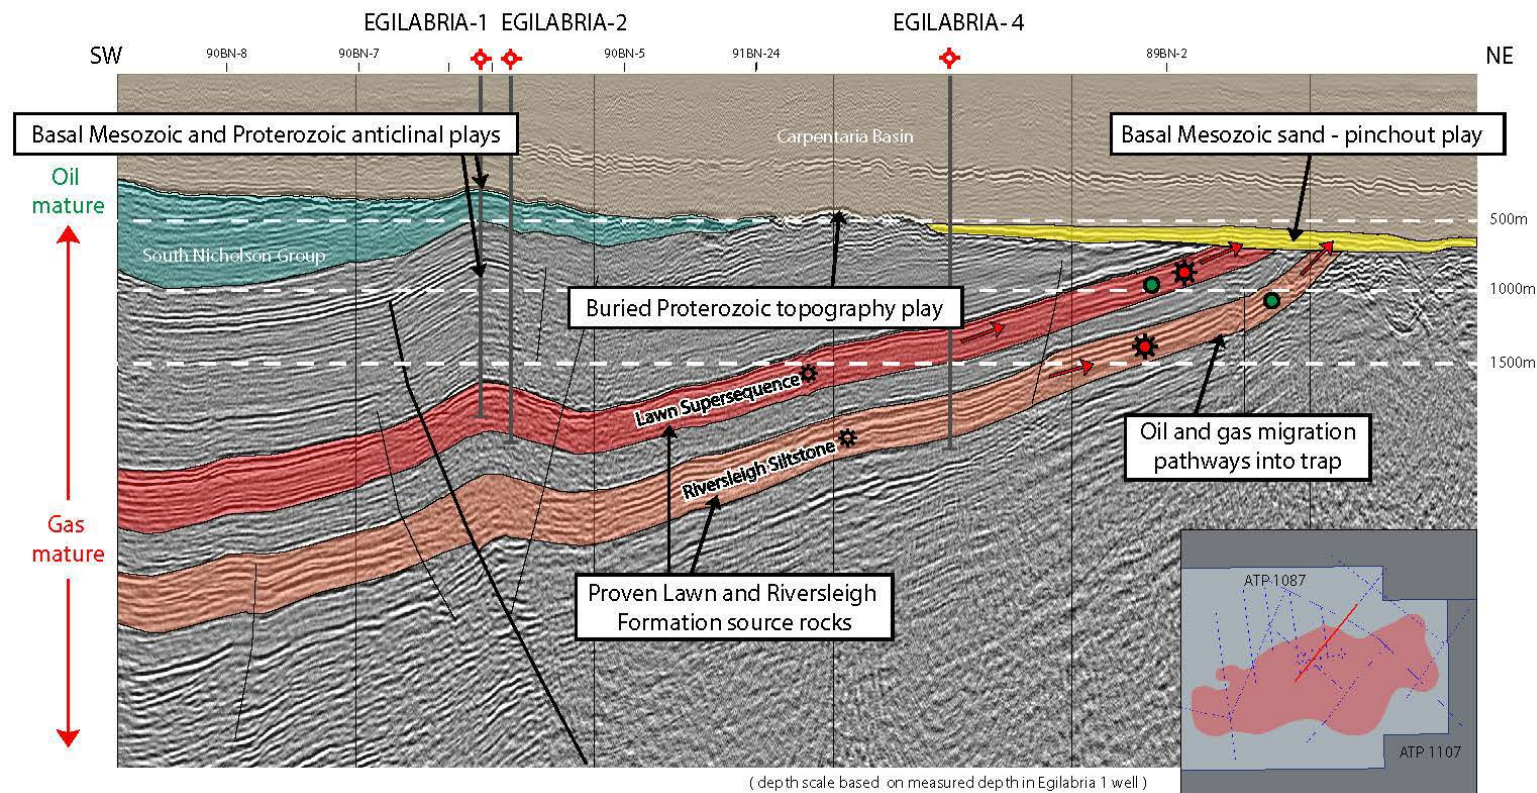 EGILABRIA-1 EGILABRIA-2 EGILABRIA-4
SW 90BN-8 90BN-7 90BN-5 91BN-24 89BN-2 NE
Basal Mesozoic and Proterozoic anticlinal plays
Carpentaria Basin
Basal Mesozoic sand - pinchout play
Oil
mature
500m
South Nicholson Group
1000m
Buried Proterozoic topography play
1500m
Lawn Supersequence
Riversleigh Siltstone
Oil and gas migration
pathways into trap
Gas
mature
Proven Lawn and Riversleigh
Formation source rocks
ATP 1087
ATP 1107
( depth scale based on measured depth in Egilabria 1 well )